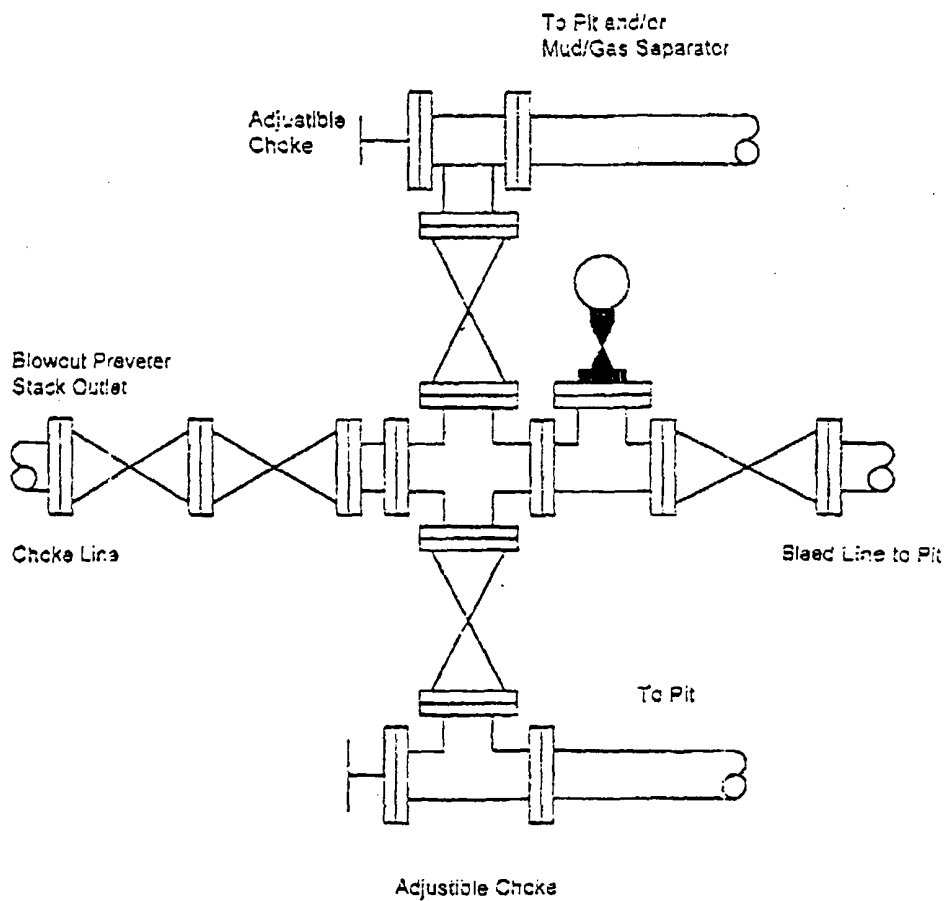 To Pit and/or
Mud/Gas Separator
Adjustible
Choke
Blowout Preveter
Stack Outlet
Choke Line
Bleed Line to Pit
To Pit
Adjustible Choke